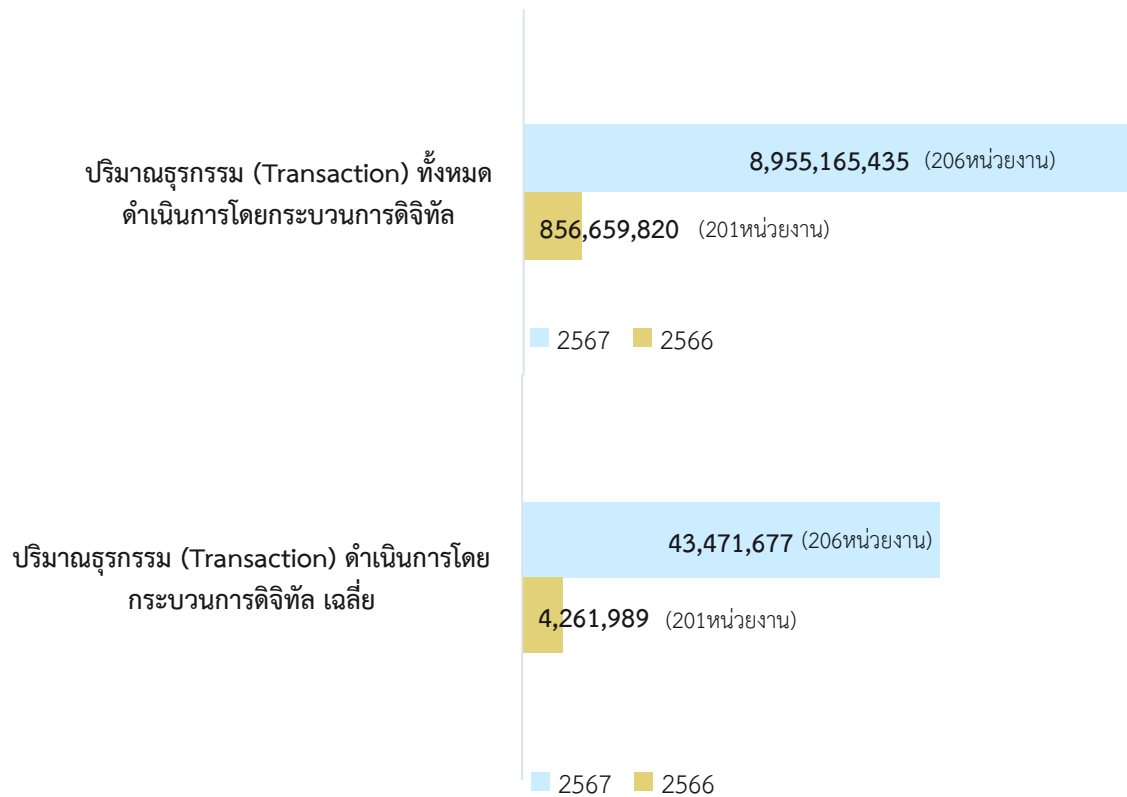 ปริมาณธุรกรรม (Transaction) ทั้งหมด
ดำเนินการโดยกระบวนการดิจิทัล
8,955,165,435 (206หน่วยงาน)
856,659,820 (201หน่วยงาน)
2567 2566
ปริมาณธุรกรรม (Transaction) ดำเนินการโดย
กระบวนการดิจิทัล เฉลี่ย
43,471,677 (206หน่วยงาน)
4,261,989 (201หน่วยงาน)
2567 2566